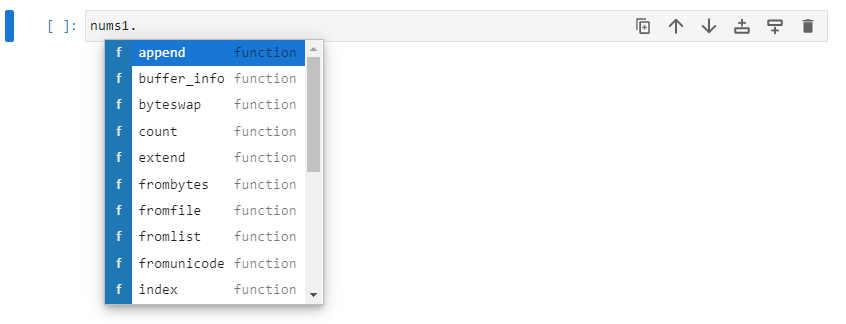 [ ]: nums1.
f append function
f buffer_info function
f byteswap function
f count function
f extend function
f frombytes function
f fromfile function
f fromlist function
f fromunicode function
f index function